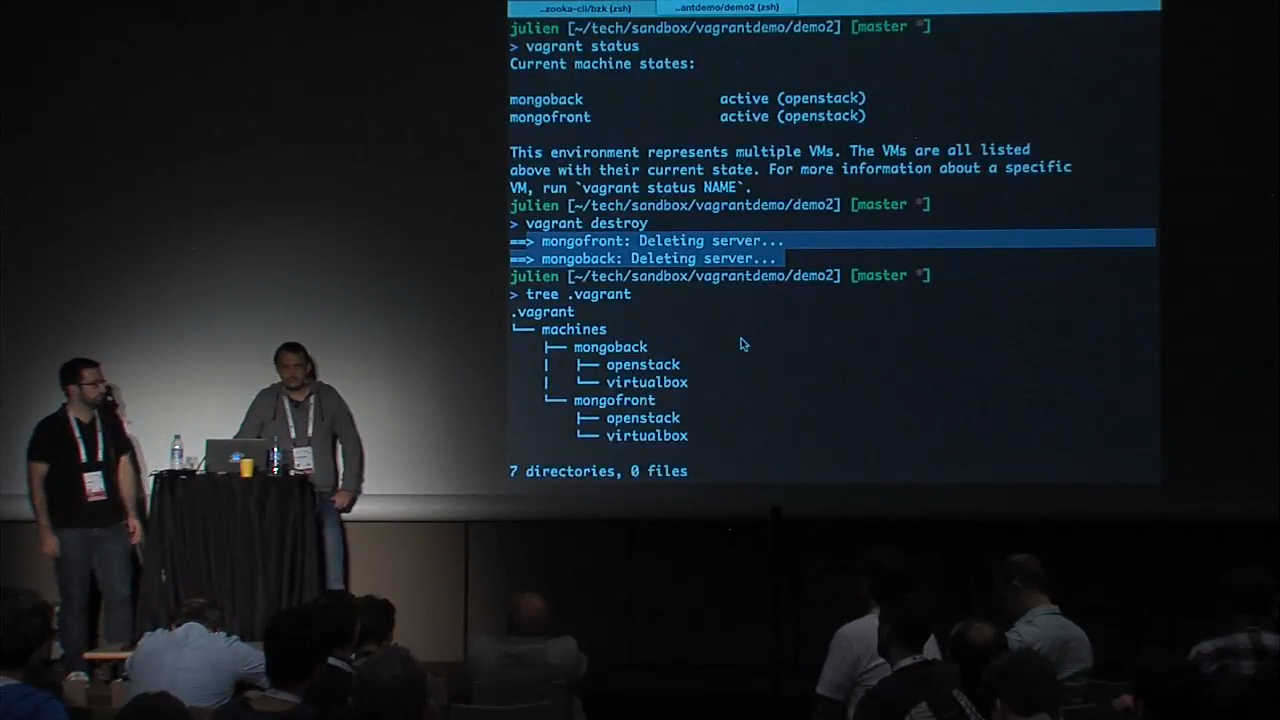 ..zooka-cli/bzk (zsh) ..antdemo/demo2 (zsh)
julien [~/tech/sandbox/vagrantdemo/demo2] [master *]
> vagrant status
Current machine states:
mongoback active (openstack)
mongofront active (openstack)
This environment represents multiple VMs. The VMs are all listed
above with their current state. For more information about a specific
VM, run `vagrant status NAME`.
julien [~/tech/sandbox/vagrantdemo/demo2] [master *]
> vagrant destroy
==> mongofront: Deleting server...
==> mongoback: Deleting server...
julien [~/tech/sandbox/vagrantdemo/demo2] [master *]
> tree .vagrant
.vagrant
└── machines
    ├── mongoback
    │   ├── openstack
    │   └── virtualbox
    └── mongofront
        ├── openstack
        └── virtualbox
7 directories, 0 files